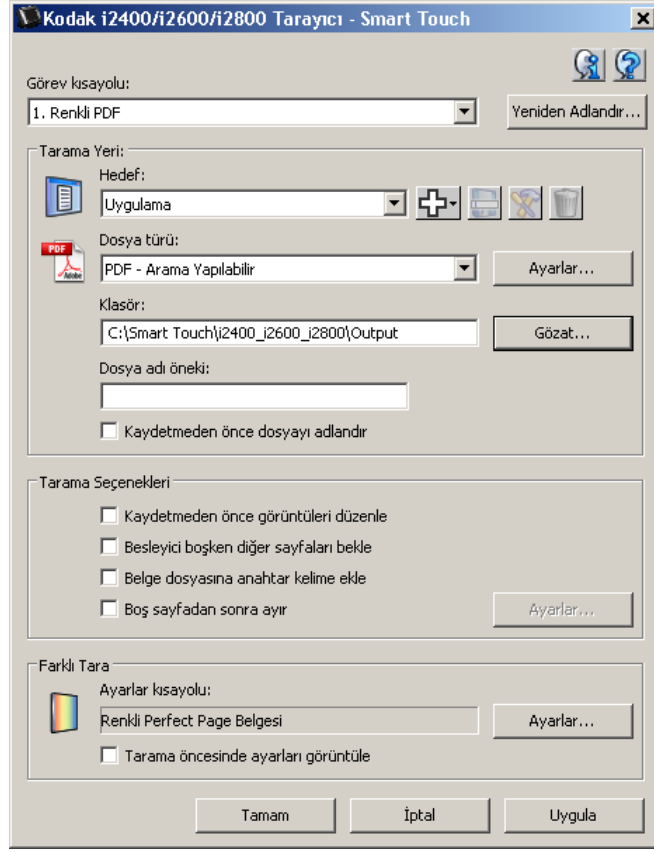 Kodak i2400/i2600/i2800 Tarayıcı - Smart Touch
Görev kısayolu:
1. Renkli PDF
Yeniden Adlandır...
Tarama Yeri:
Hedef:
Uygulama
Dosya türü:
PDF
Adobe
PDF - Arama Yapılabilir
Ayarlar...
Klasör:
C:\Smart Touch\i2400_i2600_i2800\Output
Gözat...
Dosya adı öneki:
Kaydetmeden önce dosyayı adlandır
Tarama Seçenekleri
Kaydetmeden önce görüntüleri düzenle
Besleyici boşken diğer sayfaları bekle
Belge dosyasına anahtar kelime ekle
Boş sayfadan sonra ayır
Ayarlar...
Farklı Tara
Ayarlar kısayolu:
Renkli Perfect Page Belgesi
Ayarlar...
Tarama öncesinde ayarları görüntüle
Tamam
İptal
Uygula